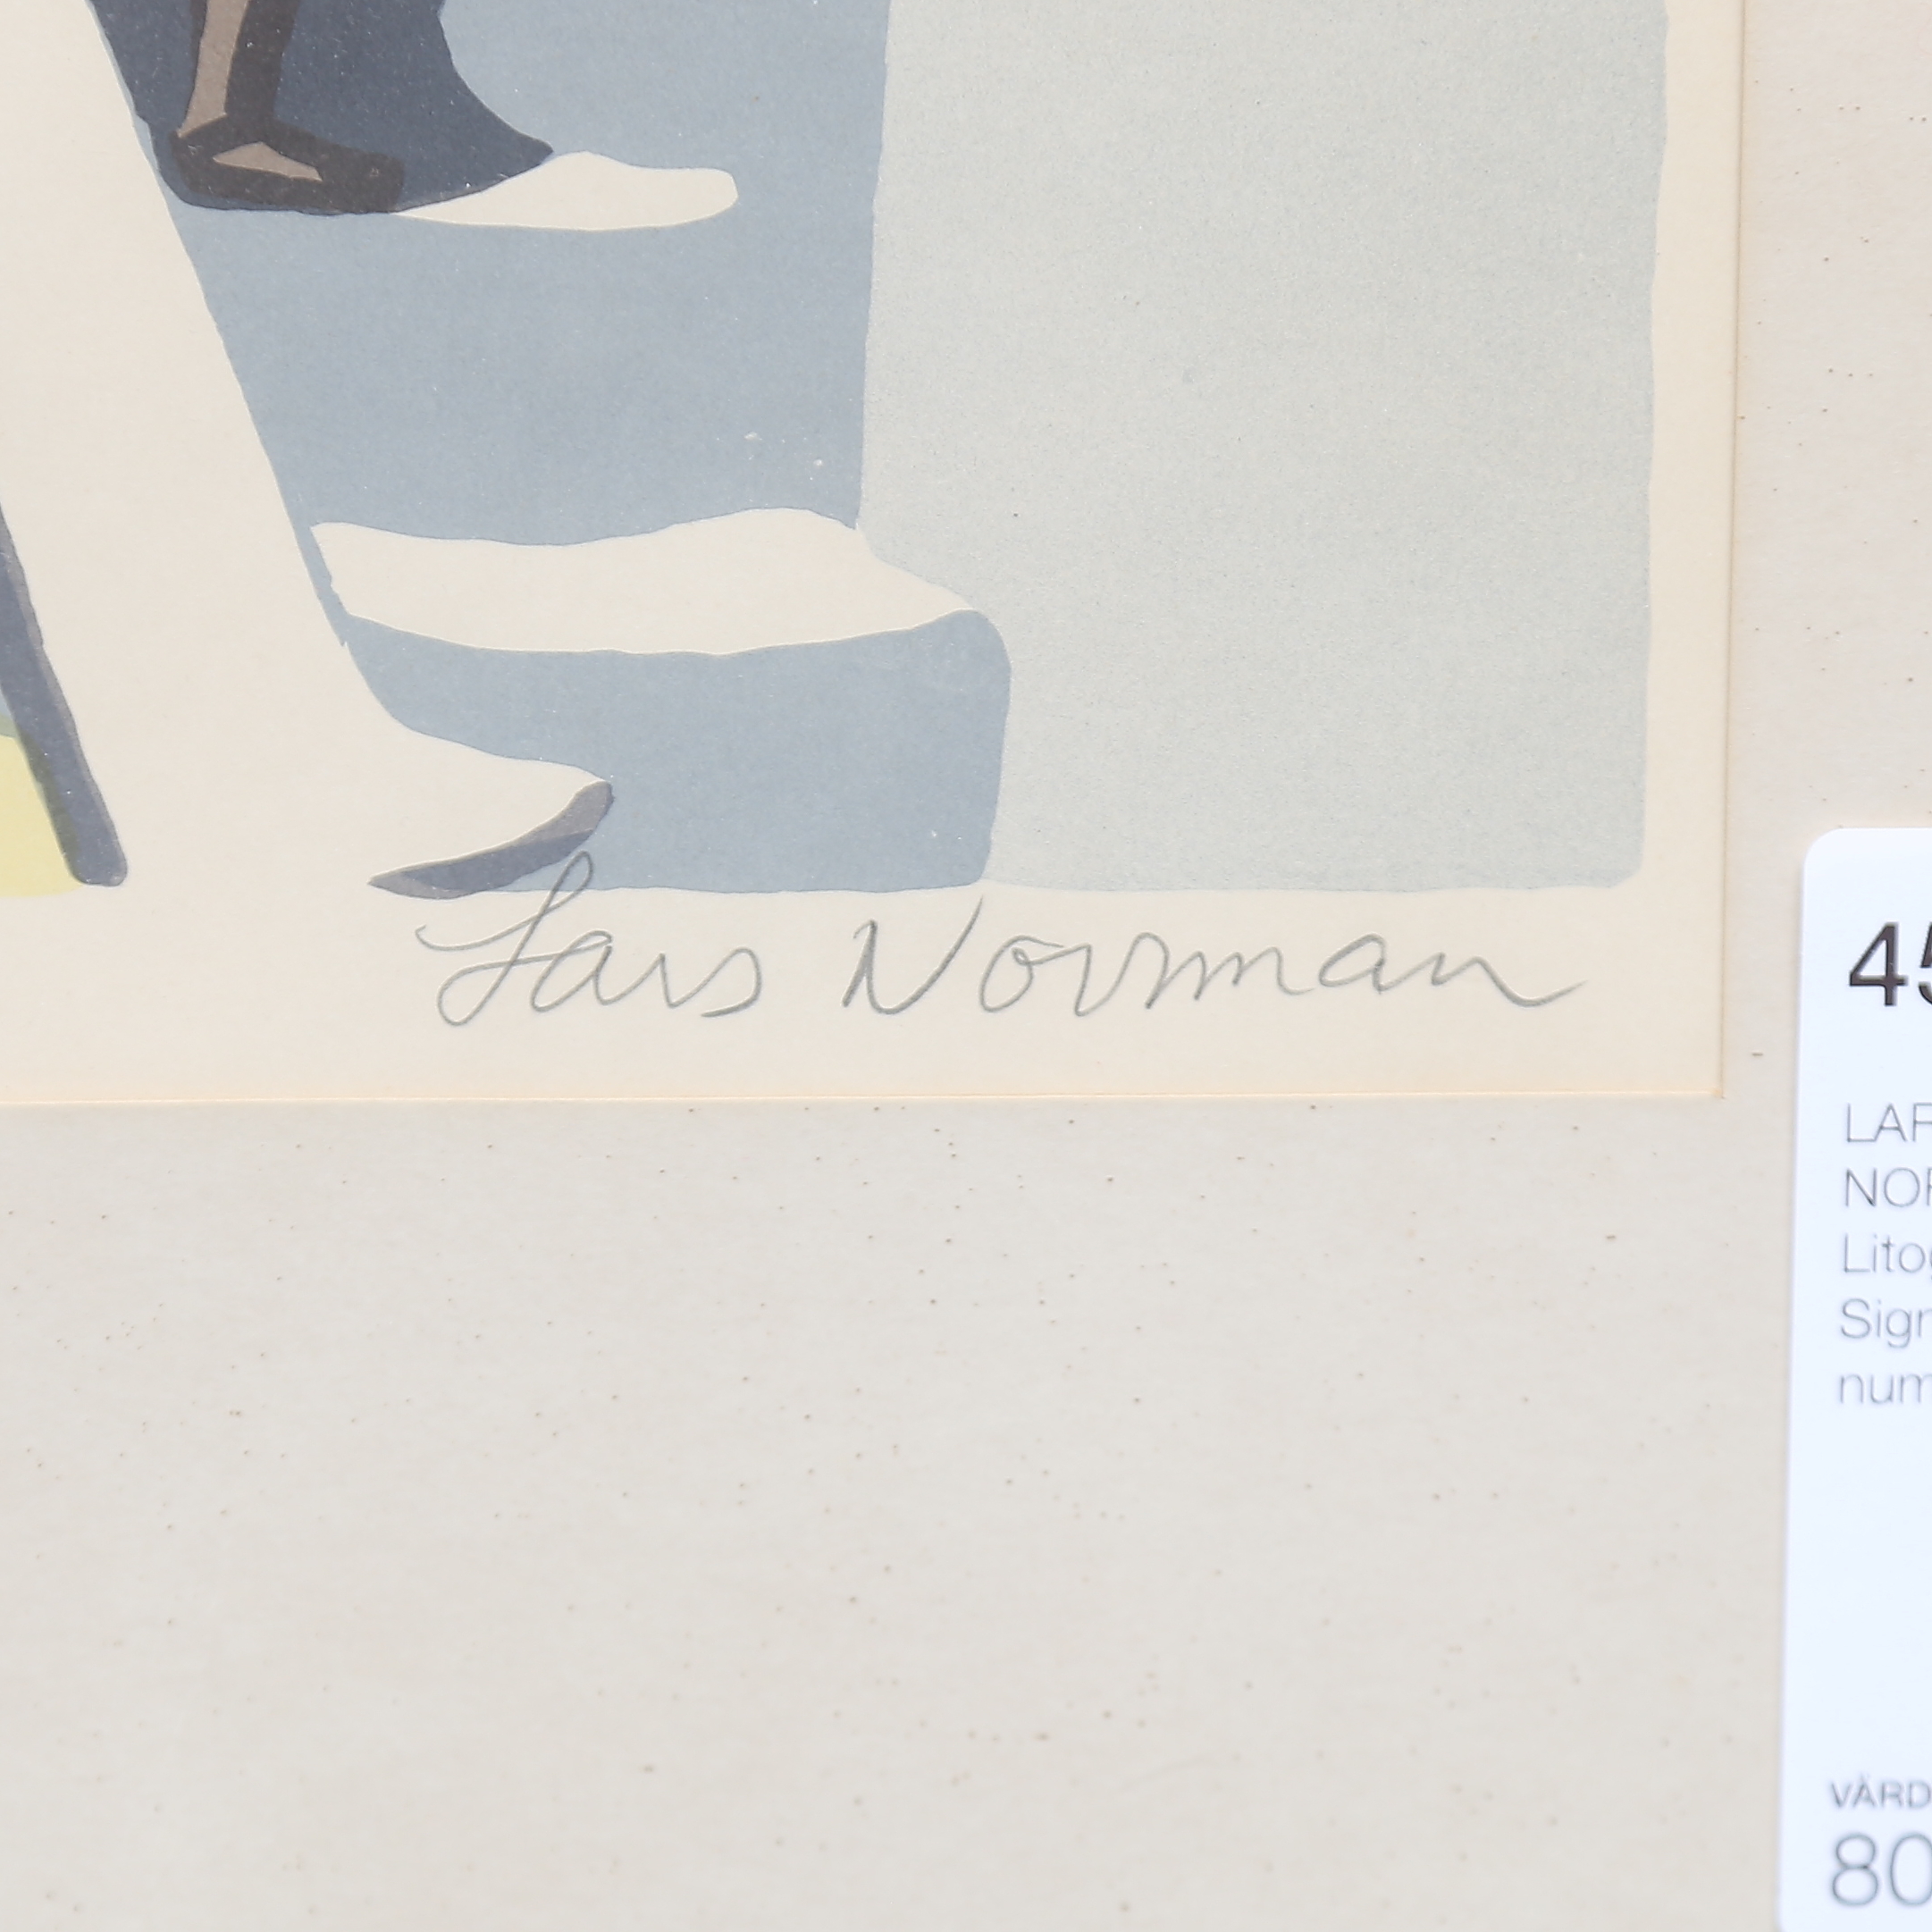 Lars Norman
45
LAR
NOR
Litog
Sign
num
VÄRD
80